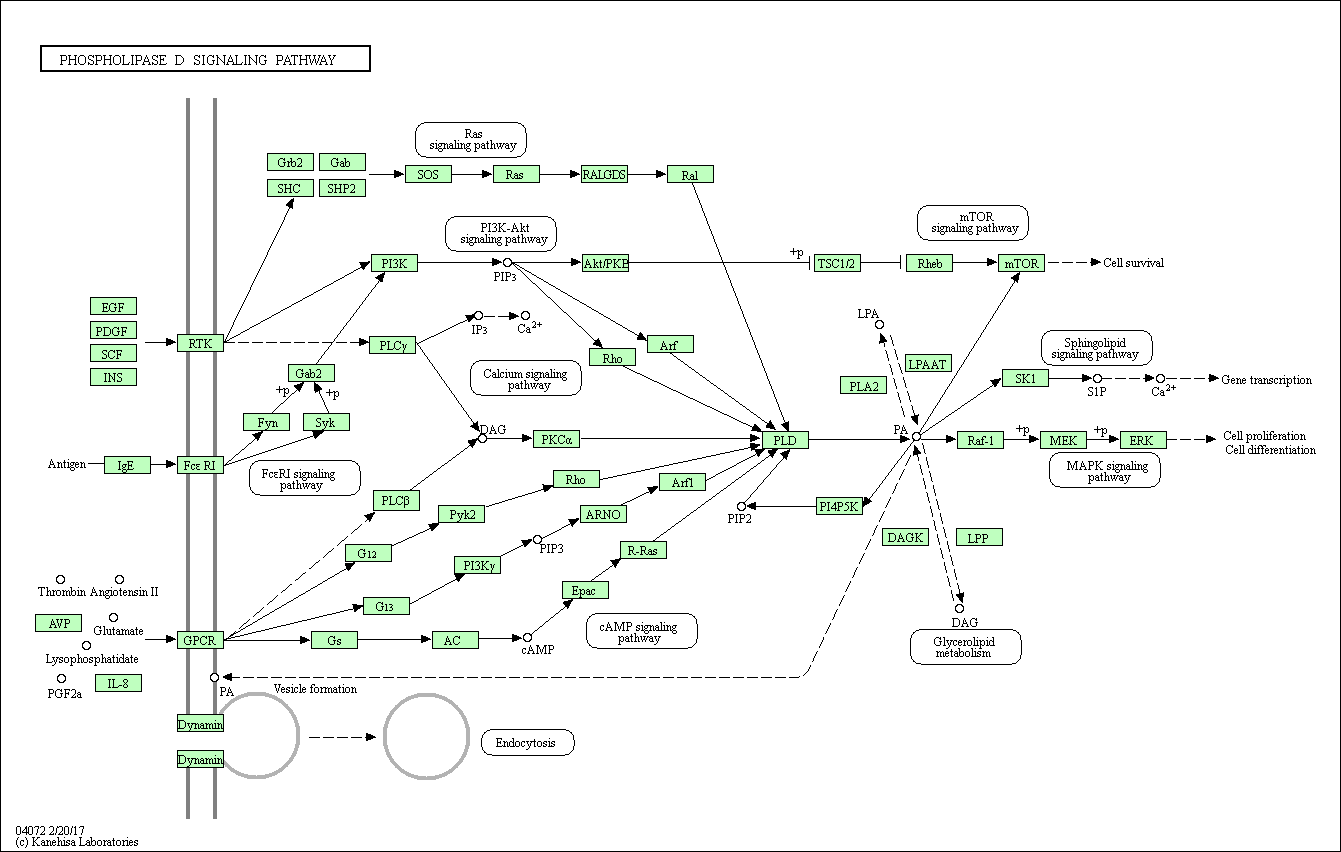 PHOSPHOLIPASE D SIGNALING PATHWAY
Ras
signaling pathway
Grb2
Gab
SHC
SHP2
SOS
Ras
RALGDS
Ral
PI3K-Akt
signaling pathway
mTOR
signaling pathway
PI3K
PIP3
Akt/PKB
+p
TSC1/2
Rheb
mTOR
Cell survival
EGF
PDGF
SCF
INS
RTK
PLCγ
IP3
Ca2+
Rho
Arf
LPA
LPAAT
PLA2
Sphingolipid
signaling pathway
SK1
S1P
Ca2+
Gene transcription
Gab2
+p
+p
Calcium signaling
pathway
Fyn
Syk
DAG
PKCα
PLD
PA
Raf-1
+p
MEK
+p
ERK
Cell proliferation
Cell differentiation
Antigen
IgE
FcεRI
FcεRI signaling
pathway
MAPK signaling
pathway
PLCβ
Rho
Arf1
Pyk2
ARNO
PIP2
PI4P5K
G12
PIP3
R-Ras
DAGK
LPP
PI3Kγ
Thrombin
Angiotensin II
Epac
G13
AVP
Glutamate
GPCR
Gs
AC
cAMP
cAMP signaling
pathway
DAG
Glycerolipid
metabolism
Lysophosphatidate
PGF2a
IL-8
PA
Vesicle formation
Dynamin
Dynamin
Endocytosis
04072 2/20/17
(c) Kanehisa Laboratories